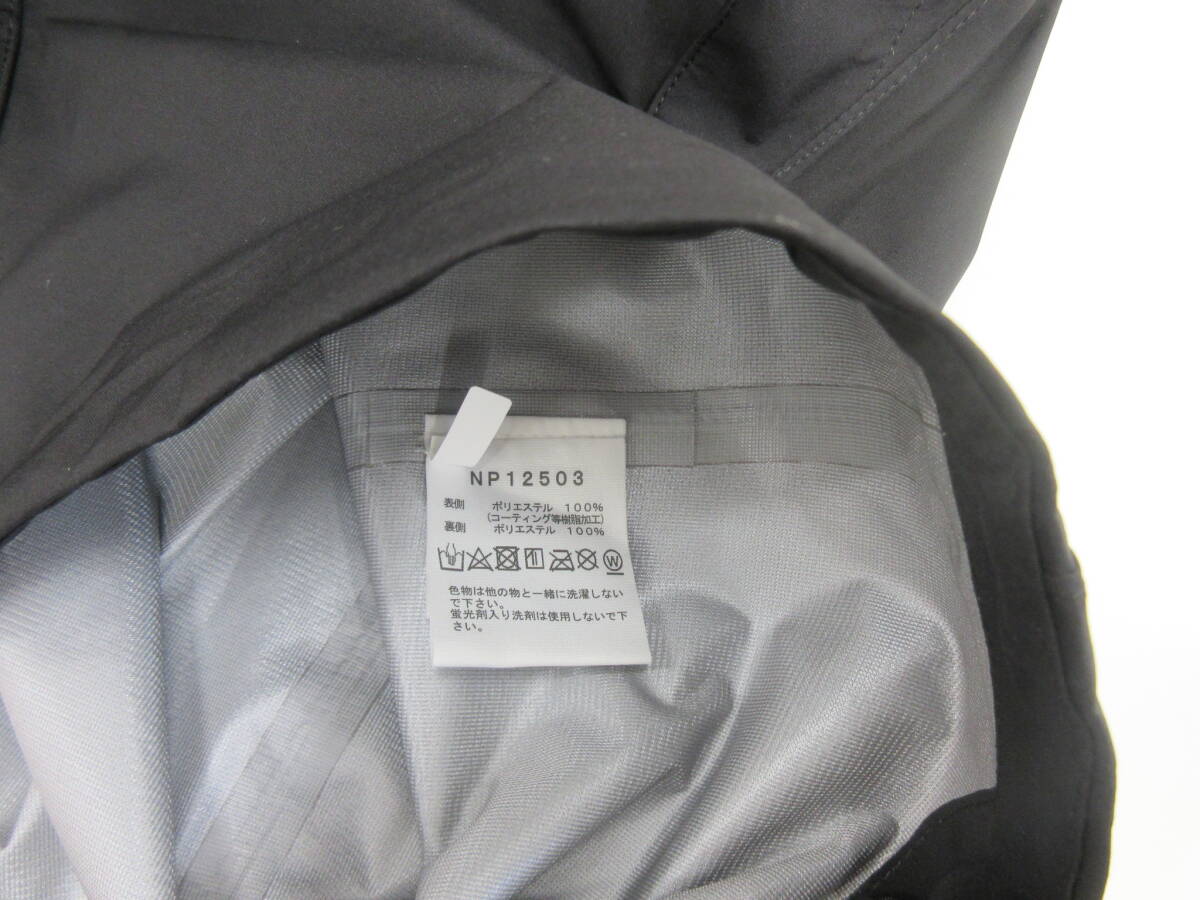 NP12503
表側 ポリエステル 100%
(コーティング等樹脂加工)
裏側 ポリエステル 100%
W
色物は他の物と一緒に洗濯しない
で下さい。
蛍光剤入り洗剤は使用しないで下
さい。